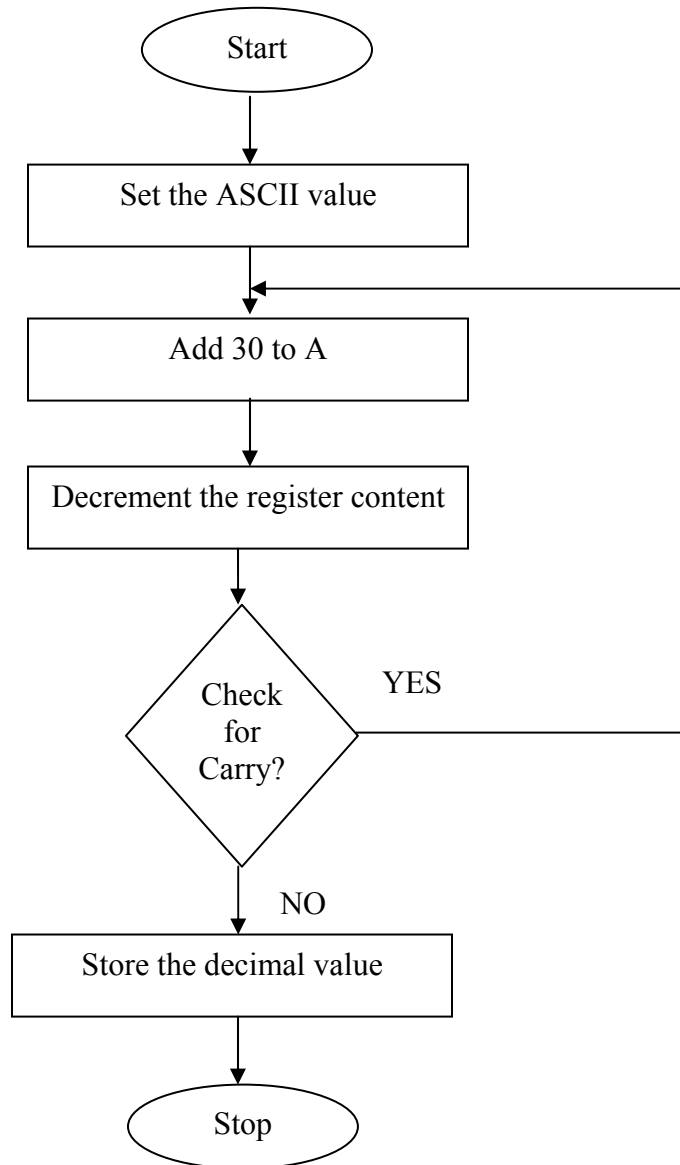 Start
Set the ASCII value
Add 30 to A
Decrement the register content
Check
for
Carry?
YES
NO
Store the decimal value
Stop